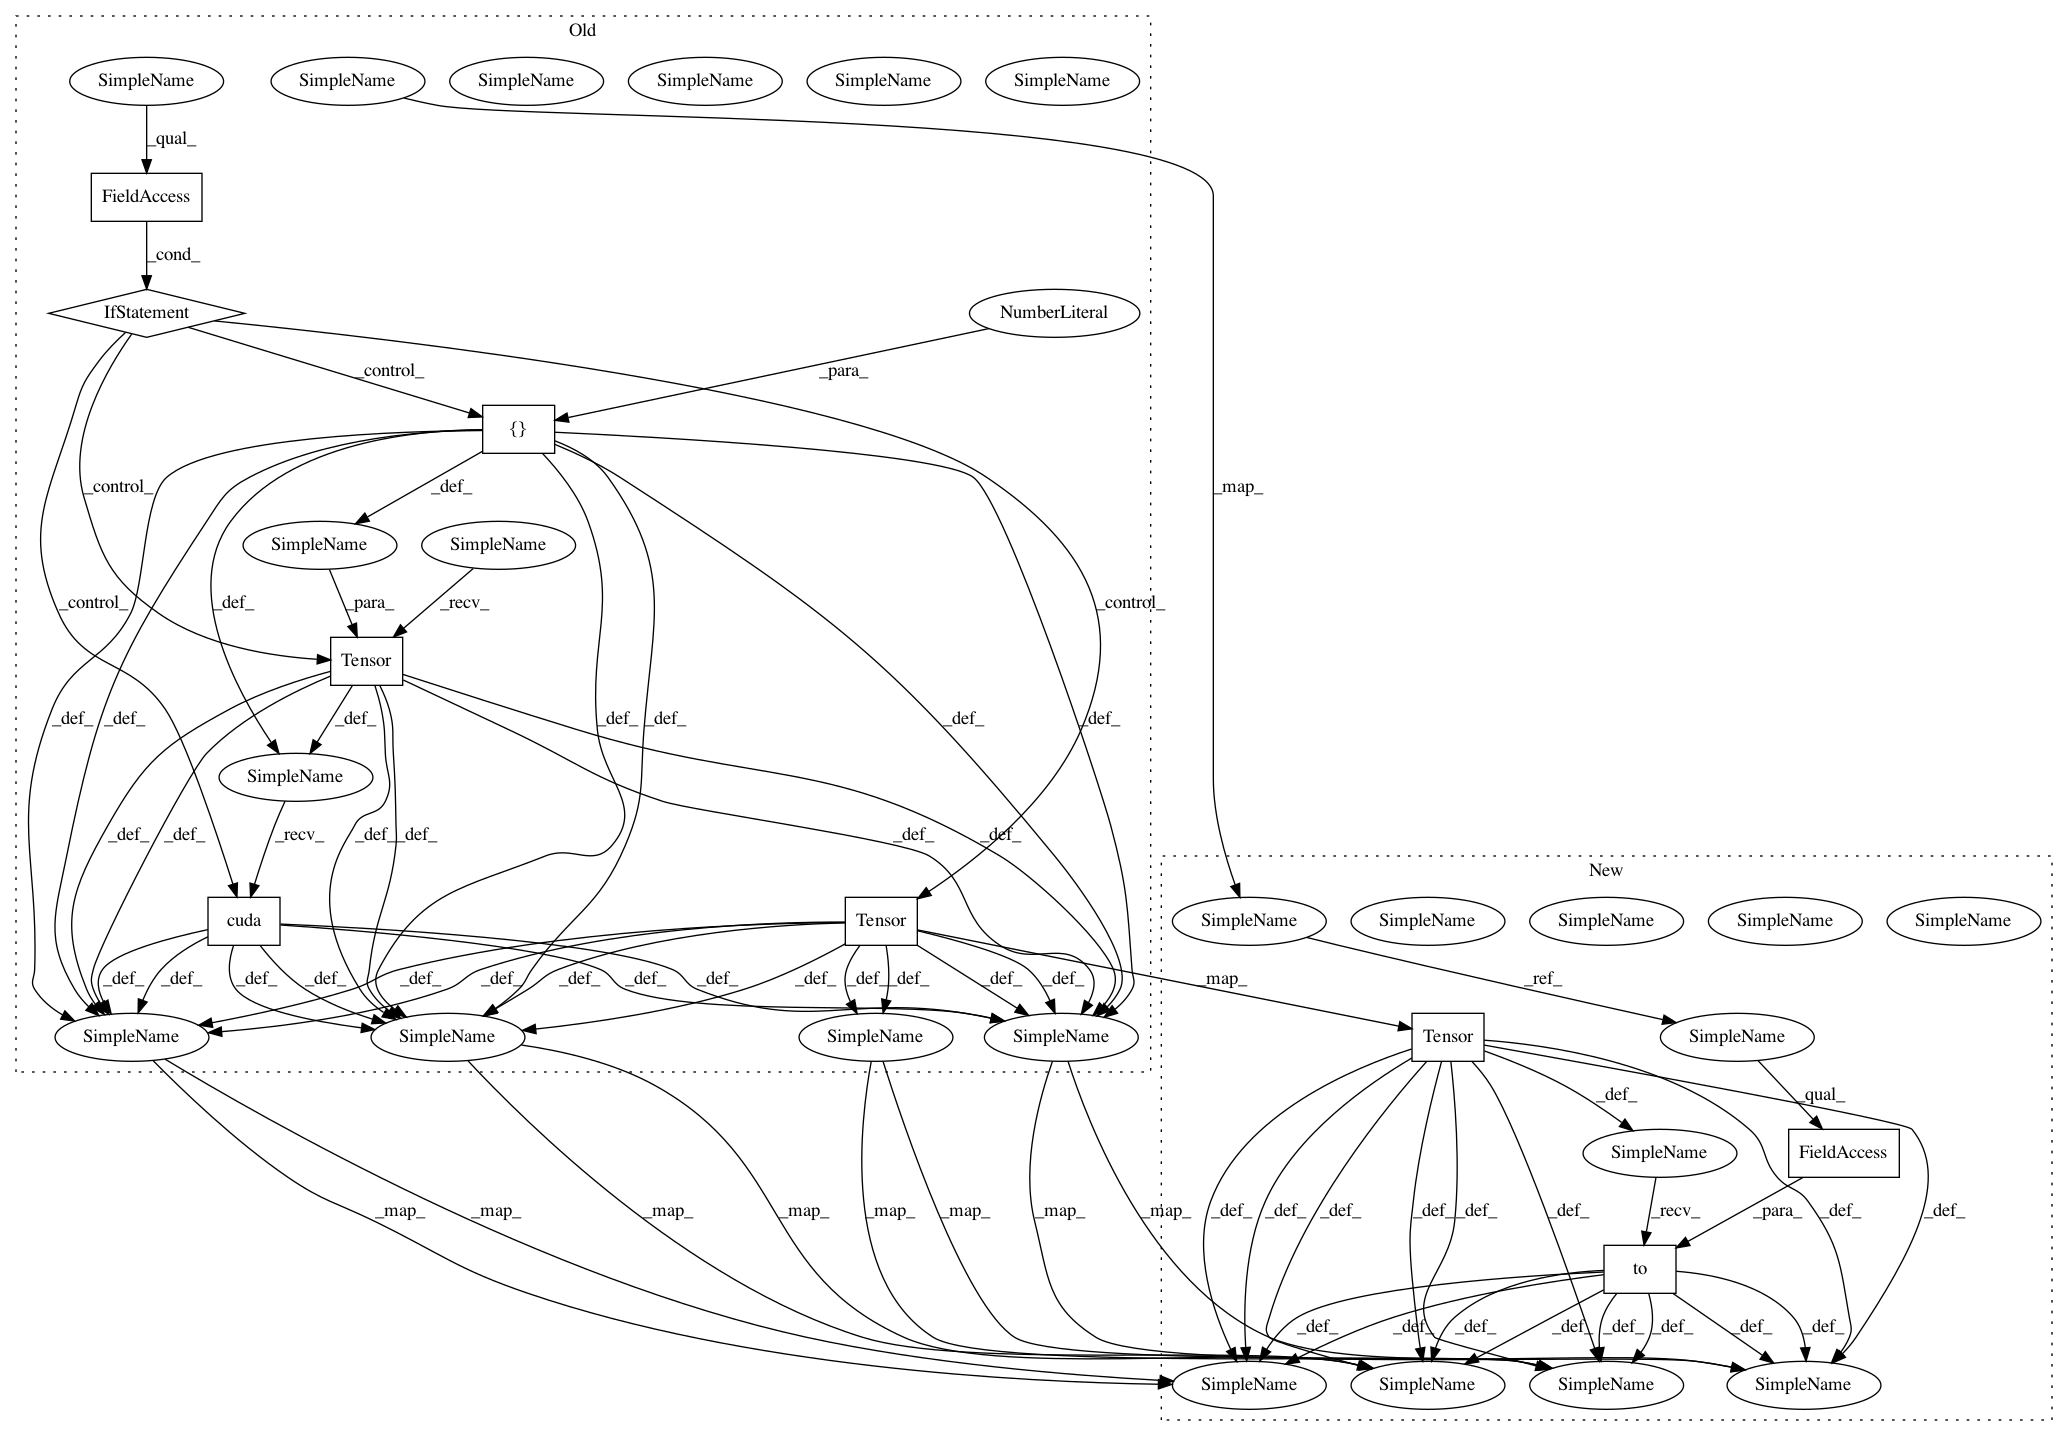 Old
SimpleName SimpleName SimpleName SimpleName SimpleName SimpleName
_qual_
FieldAccess
_cond_
IfStatement NumberLiteral
_control_ _para_
{}
_control_ _def_ _map_
SimpleName SimpleName
_control_ _def_ _para_ _recv_ _control_
Tensor
_def_ _def_ _def_ _def_ _def_ _def_ _def_
SimpleName
_def_ _def_ _recv_ _def_ _def_ _def_ _def_
New
cuda Tensor SimpleName SimpleName SimpleName SimpleName SimpleName
_def_ _def_ _def_ _def_ _def_ _def_ _def_ _def_ _def_ _def_ _def_ _def_ _def_ _map_ _ref_
SimpleName SimpleName SimpleName SimpleName Tensor SimpleName
_def_ _qual_
SimpleName FieldAccess
_map_ _map_ _map_ _map_ _map_ _map_ _map_ _map_ _def_ _def_ _def_ _def_ _def_ _def_ _recv_ _para_ _def_ _def_
to
_def_ _def_ _def_ _def_ _def_ _def_ _def_ _def_
SimpleName SimpleName SimpleName SimpleName